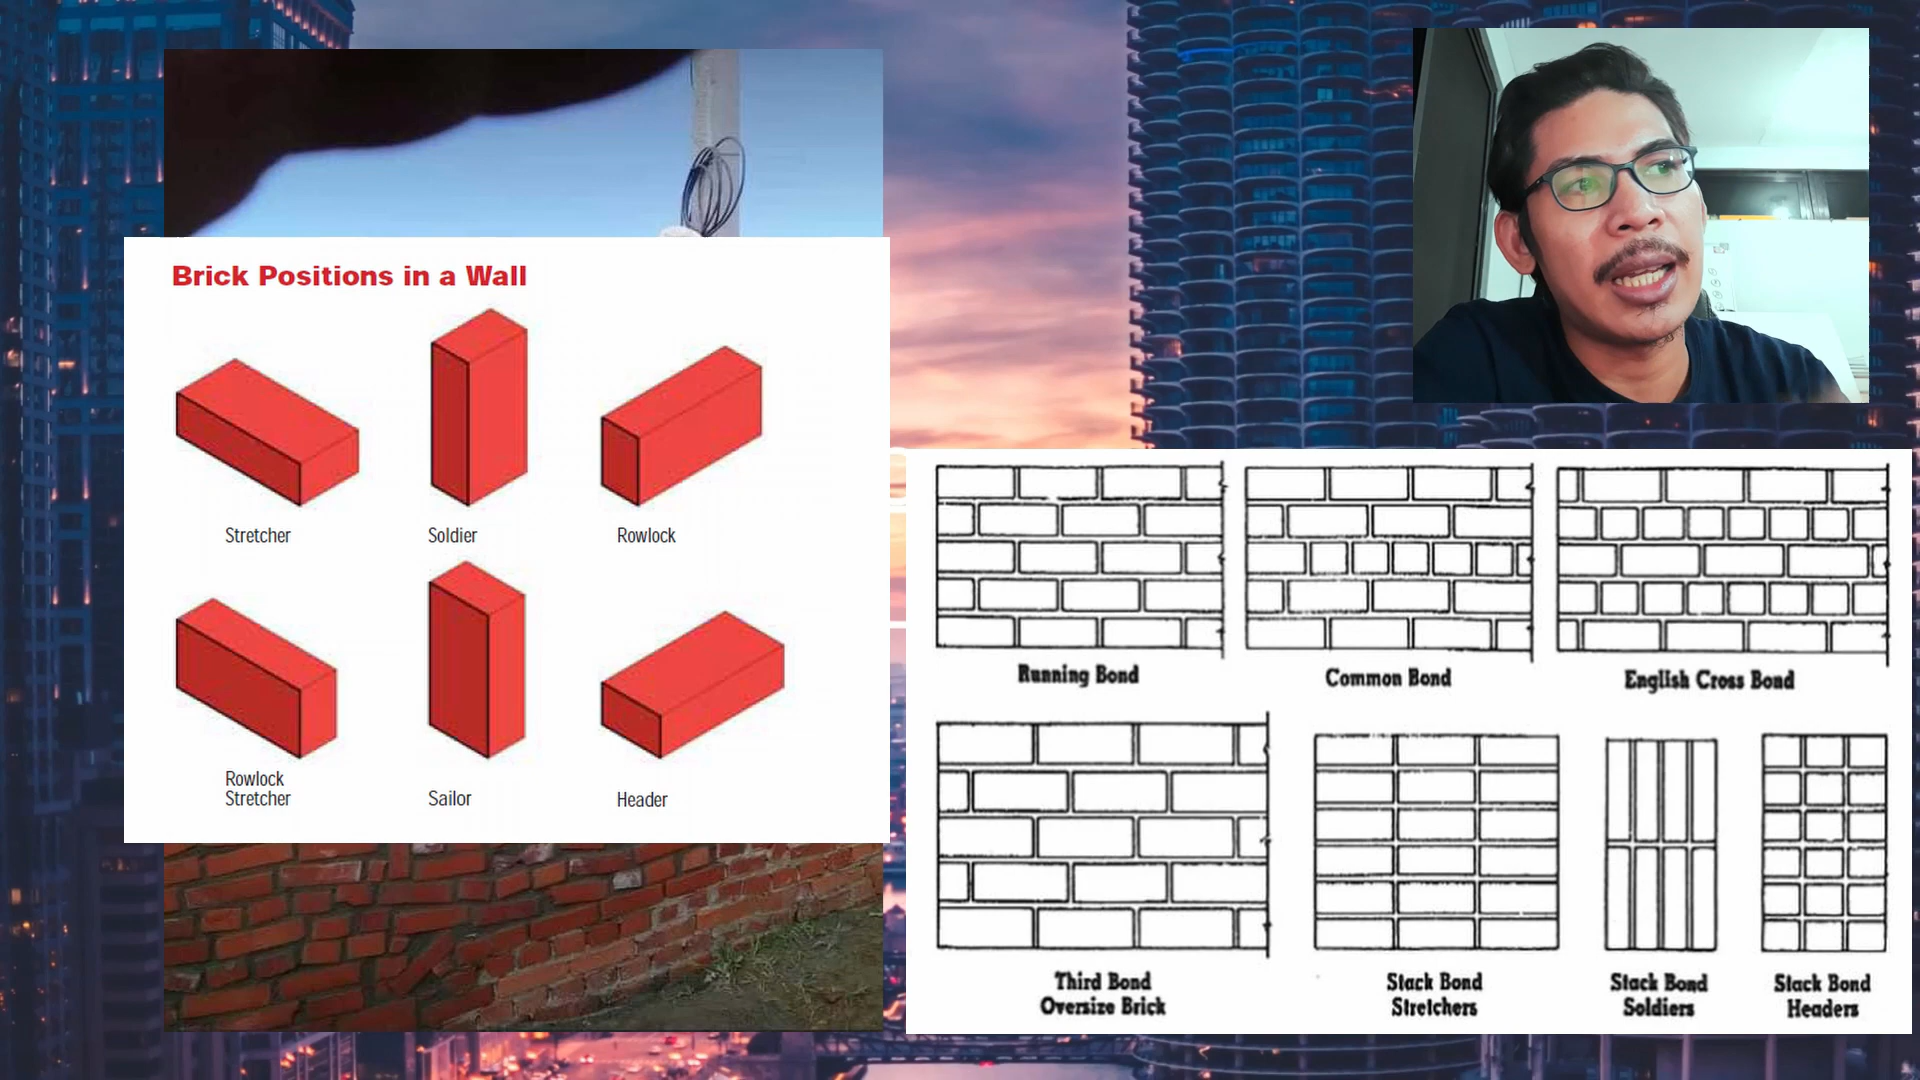 Brick Positions in a Wall
Stretcher
Soldier
Rowlock
Rowlock
Stretcher
Sailor
Header
Running Bond
Common Bond
English Cross Bond
Third Bond
Oversize Brick
Stack Bond
Stretchers
Stack Bond
Soldiers
Stack Bond
Headers